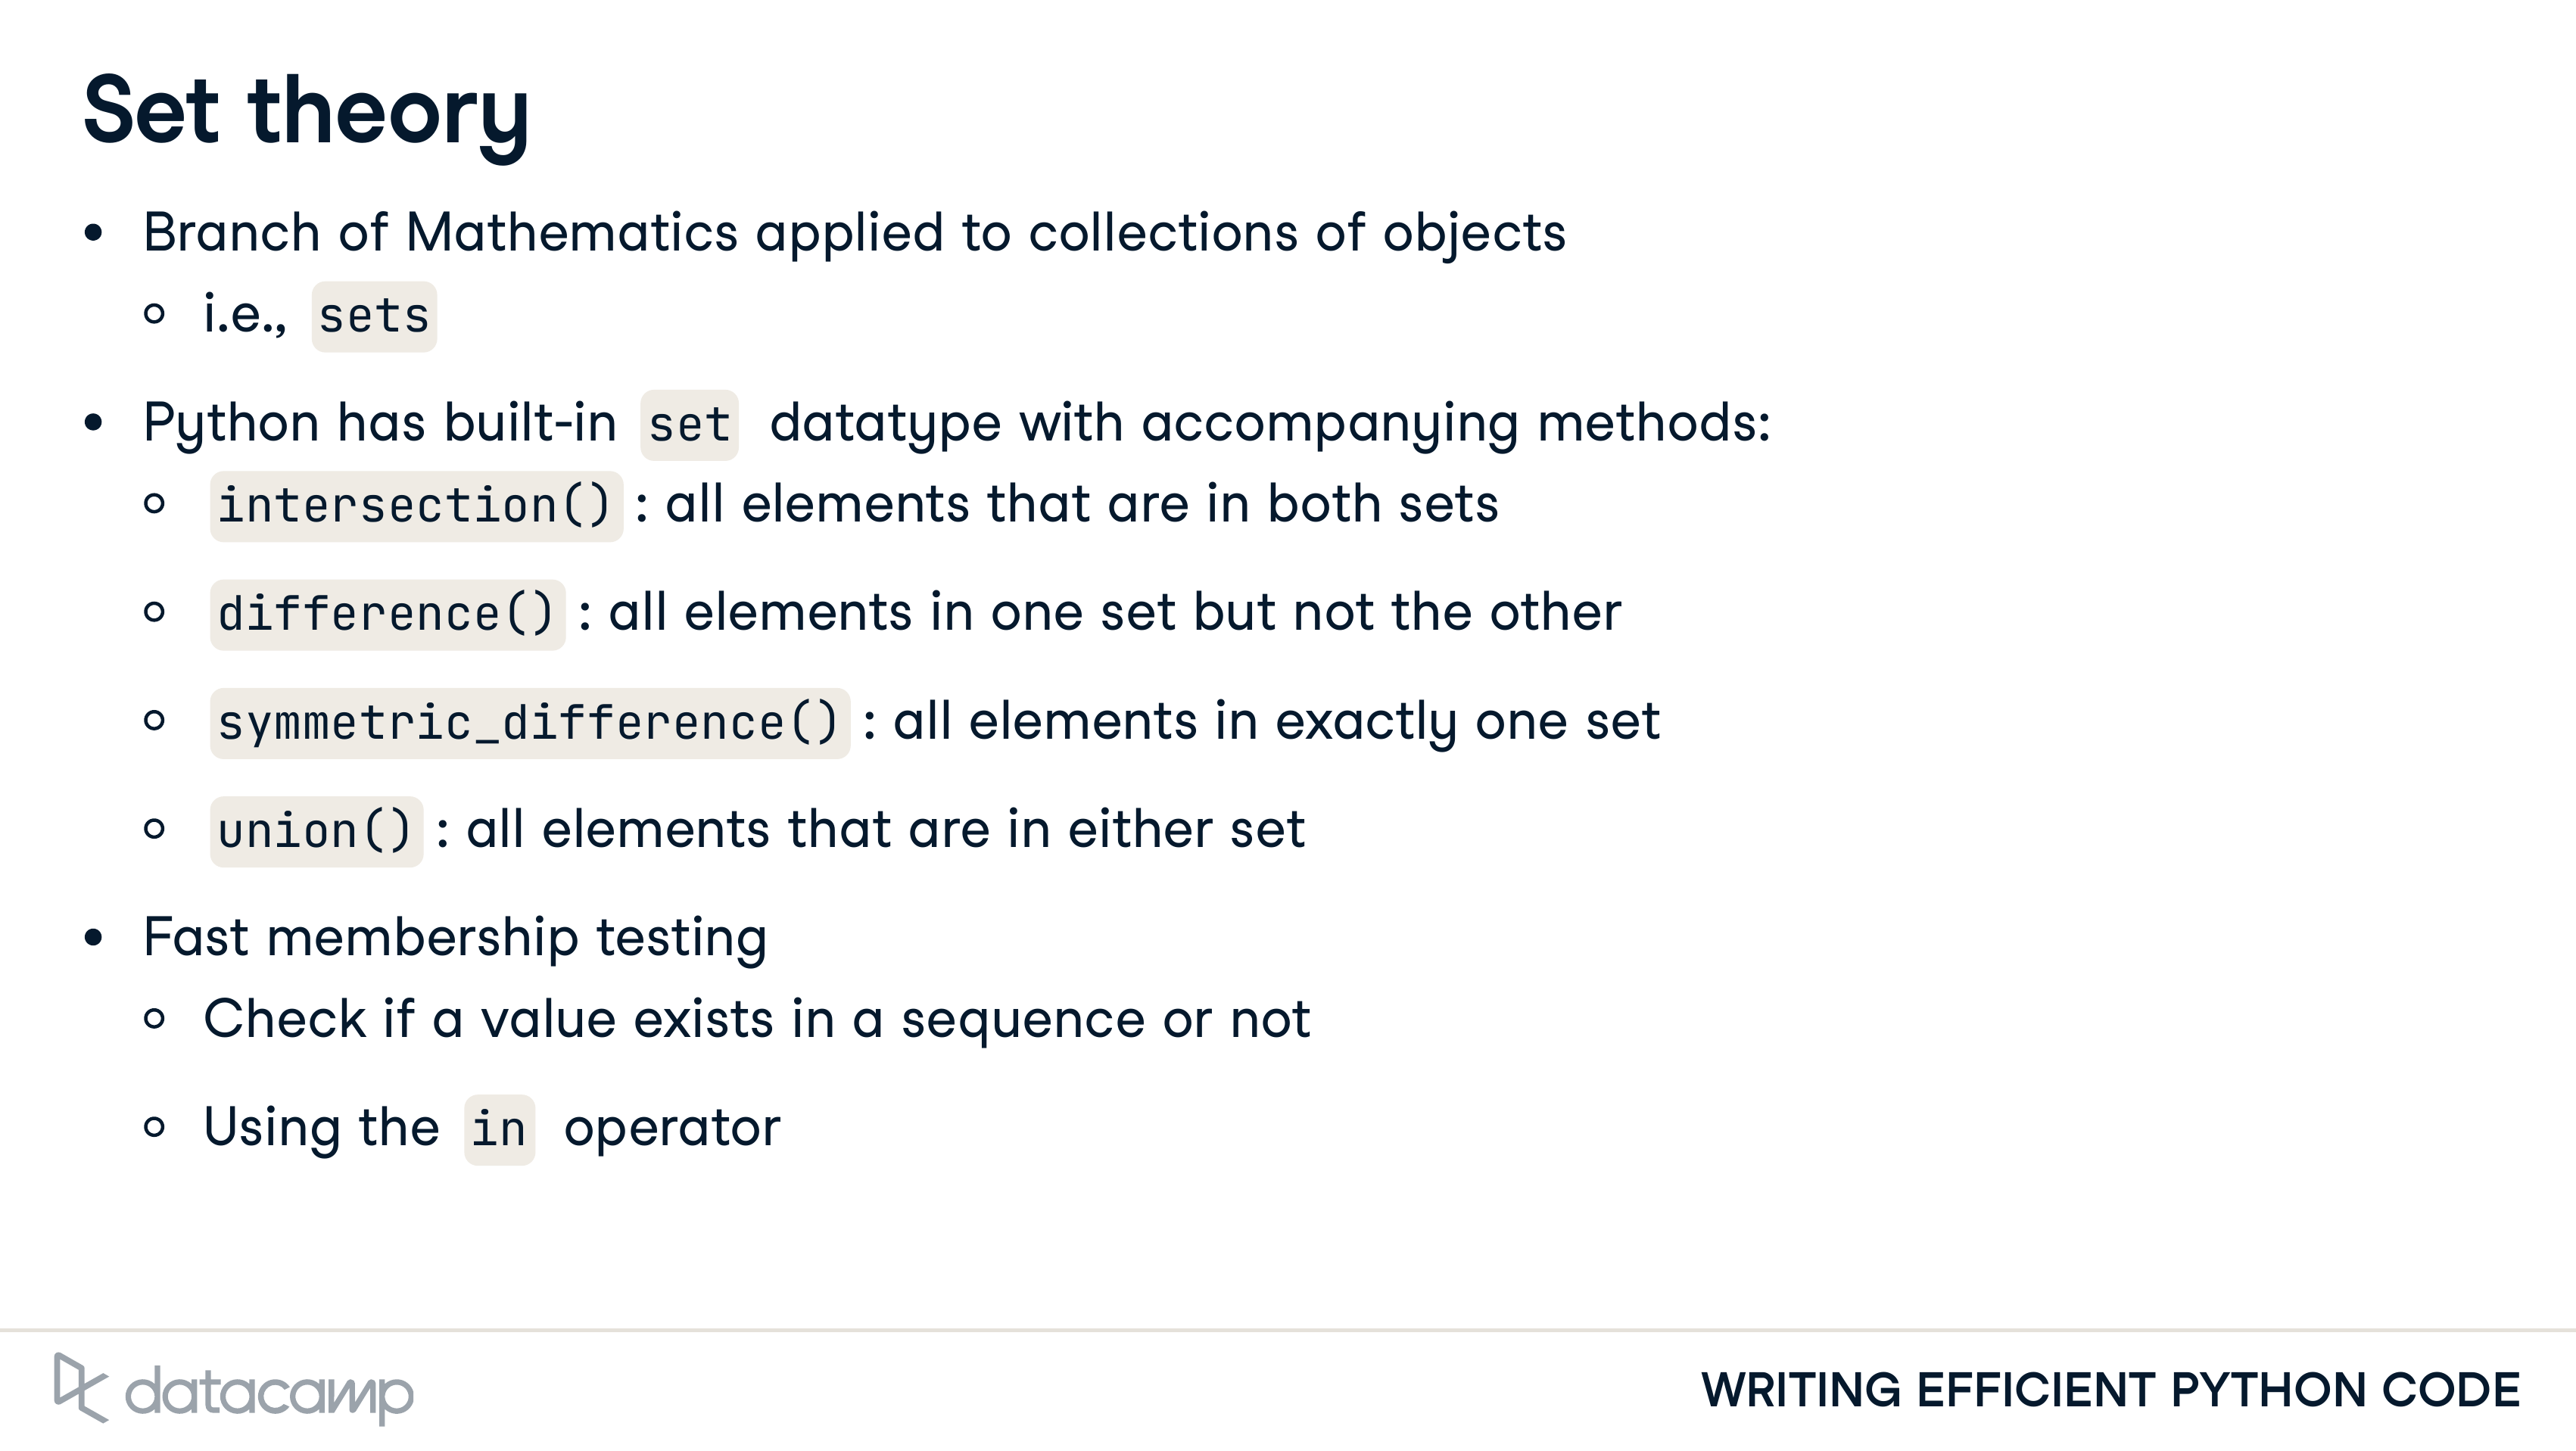 Set theory
• Branch of Mathematics applied to collections of objects
◦ i.e., sets
• Python has built-in set datatype with accompanying methods:
◦ intersection() : all elements that are in both sets
◦ difference() : all elements in one set but not the other
◦ symmetric_difference() : all elements in exactly one set
◦ union() : all elements that are in either set
• Fast membership testing
◦ Check if a value exists in a sequence or not
◦ Using the in operator
datacamp
WRITING EFFICIENT PYTHON CODE